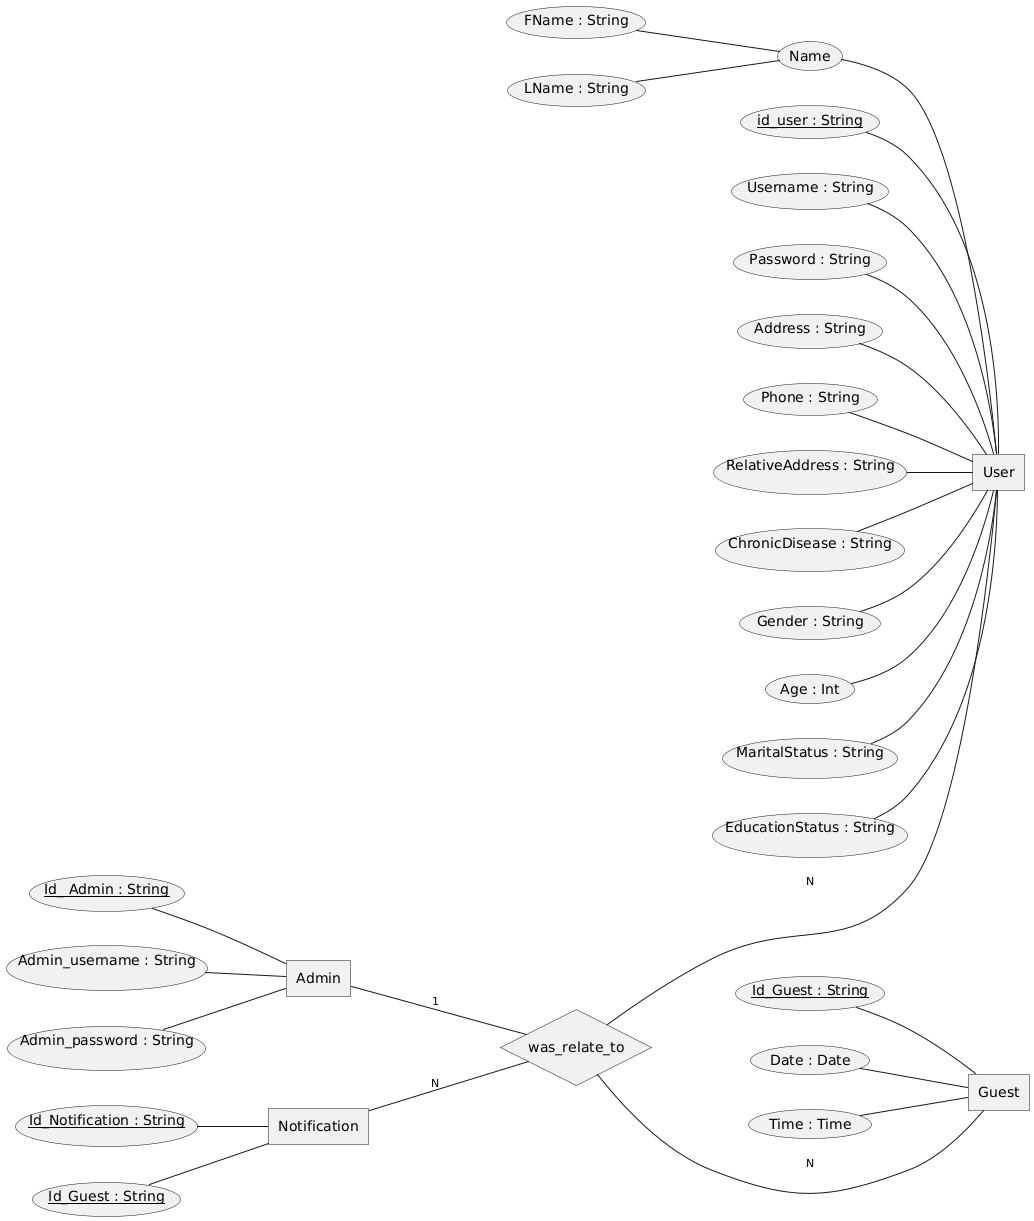 FName : String
LName : String
Name
id_user : String
Username : String
Password : String
Address : String
Phone : String
RelativeAddress : String
User
ChronicDisease : String
Gender : String
Age : Int
MaritalStatus : String
EducationStatus : String
N
Id_ Admin : String
Admin_username : String
Admin
Admin_password : String
1
was_relate_to
Id_Guest : String
Date : Date
Guest
Time : Time
N
N
Id_Notification : String
Notification
Id_Guest : String